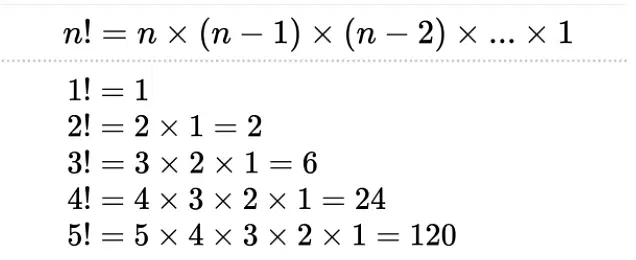 n! = n × (n − 1) × (n − 2) × ... × 1
1! = 1
2! = 2 × 1 = 2
3! = 3 × 2 × 1 = 6
4! = 4 × 3 × 2 × 1 = 24
5! = 5 × 4 × 3 × 2 × 1 = 120